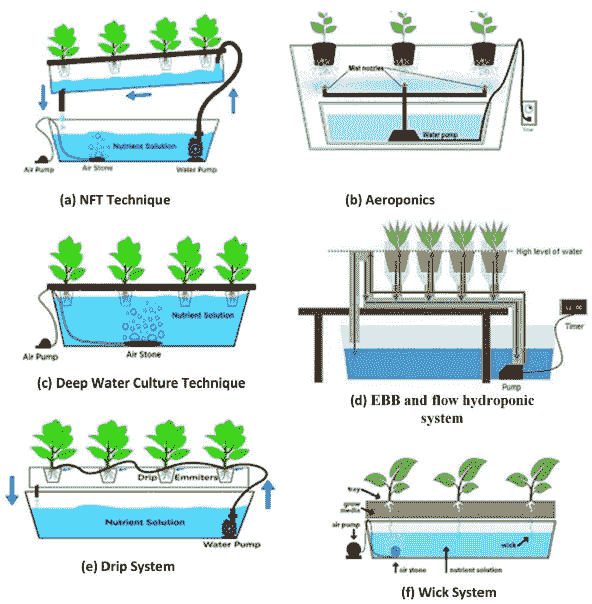 Nutrient Solution
Air Pump
Air Stone
Water Pump
(a) NFT Technique
Mist nozzles
Water pump
(b) Aeroponics
Nutrient Solution
Air Pump
Air Stone
(c) Deep Water Culture Technique
High level of water
Timer
Pump
(d) EBB and flow hydroponic
system
Drip Emmiters
Nutrient Solution
Water Pump
(e) Drip System
tray
grow
media
air pump
wick
air stone
nutrient solution
(f) Wick System